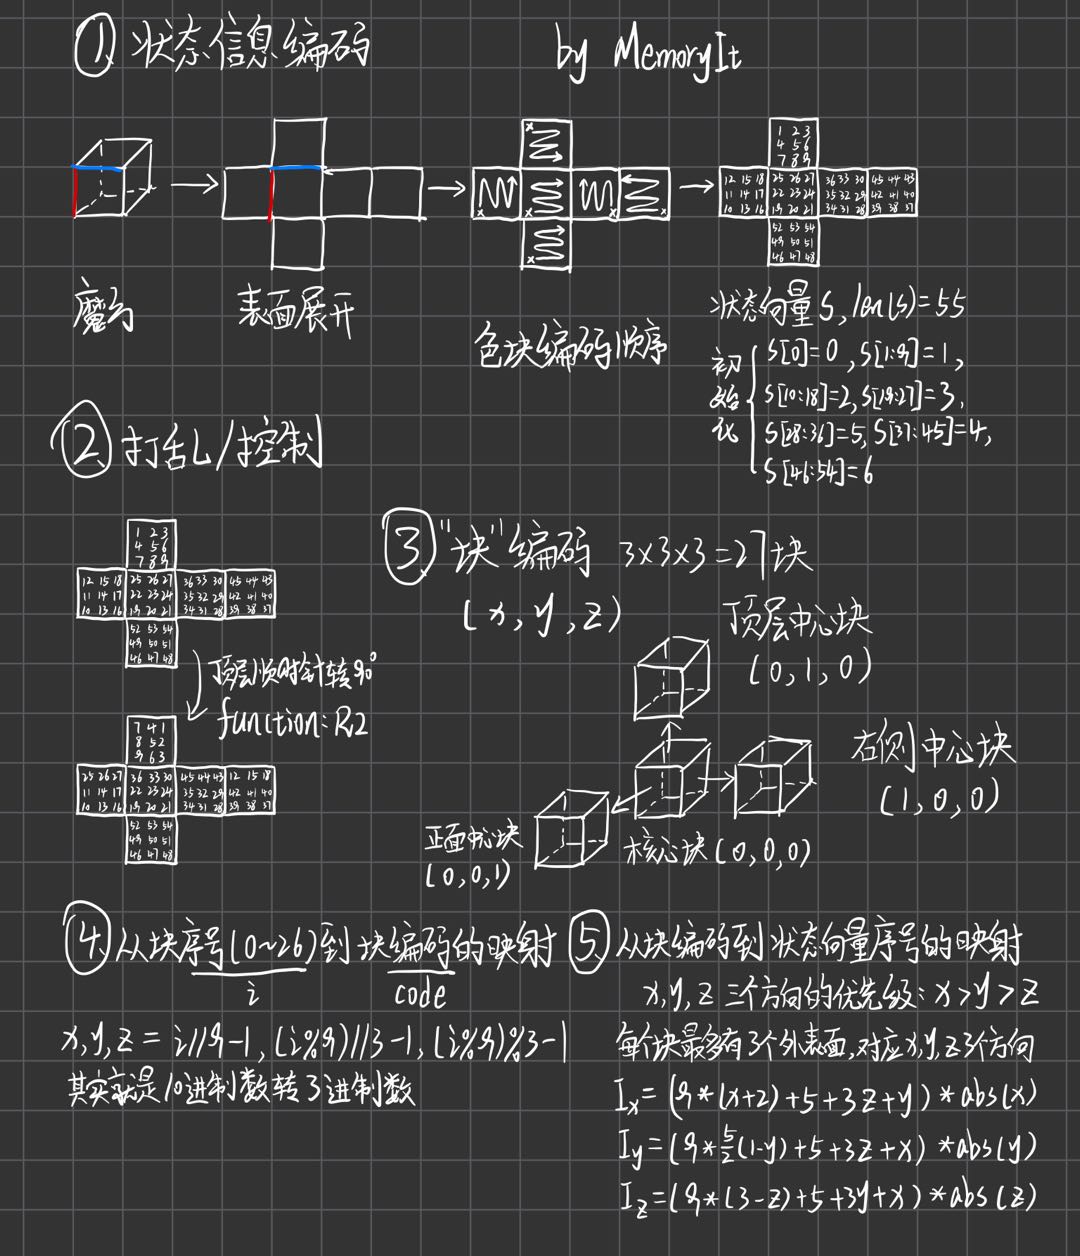 ① 状态信息编码
by MemoryIt
魔方
表面展开
色块编码顺序
1 2 3
4 5 6
7 8 9
12 15 18 25 26 27 36 33 30 45 44 43
11 14 17 22 23 24 35 32 29 42 41 40
10 13 16 19 20 21 34 31 28 39 38 37
52 53 54
49 50 51
46 47 48
状态向量S, len(s)=55
初始化
S[0]=0, S[1:9]=1,
S[10:18]=2, S[19:27]=3,
S[28:36]=5, S[37:45]=4,
S[46:54]=6
② 打乱/控制
1 2 3
4 5 6
7 8 9
12 15 18 25 26 27 36 33 30 45 44 43
11 14 17 22 23 24 35 32 29 42 41 40
10 13 16 19 20 21 34 31 28 39 38 37
52 53 54
49 50 51
46 47 48
顶层顺时针转90°
function: R2
7 4 1
8 5 2
9 6 3
25 26 27 36 33 30 45 44 43 12 15 18
11 14 17 22 23 24 35 32 29 42 41 40
10 13 16 19 20 21 34 31 28 39 38 37
52 53 54
49 50 51
46 47 48
③ "块"编码 3×3×3=27块
(x, y, z)
顶层中心块
(0, 1, 0)
右侧中心块
(1, 0, 0)
正面中心块
(0, 0, 1)
核心块(0, 0, 0)
④ 从块序号(0~26)到块编码的映射
i code
x, y, z = i//9-1, (i%9)//3-1, (i%9)%3-1
其实就是10进制数转3进制数
⑤ 从块编码到状态向量序号的映射
x, y, z 三个方向的优先级: x>y>z
每个块最多有3个外表面,对应x,y,z3个方向
Ix=(9*(x+2)+5+3z+y)*abs(x)
Iy=(9*5/2(1-y)+5+3z+x)*abs(y)
Iz=(9*(3-z)+5+3y+x)*abs(z)